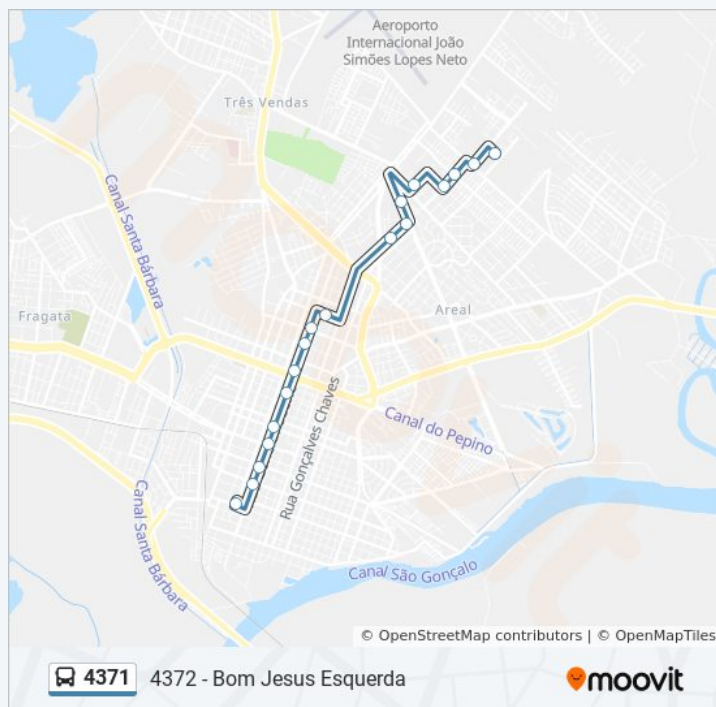 Aeroporto
Internacional João
Simões Lopes Neto
Três Vendas
Canal Santa Bárbara
Fragata
Areal
Rua Gonçalves Chaves
Canal do Pepino
Canal Santa Bárbara
Canal São Gonçalo
© OpenStreetMap contributors | © OpenMapTiles
4371 4372 - Bom Jesus Esquerda
moovit